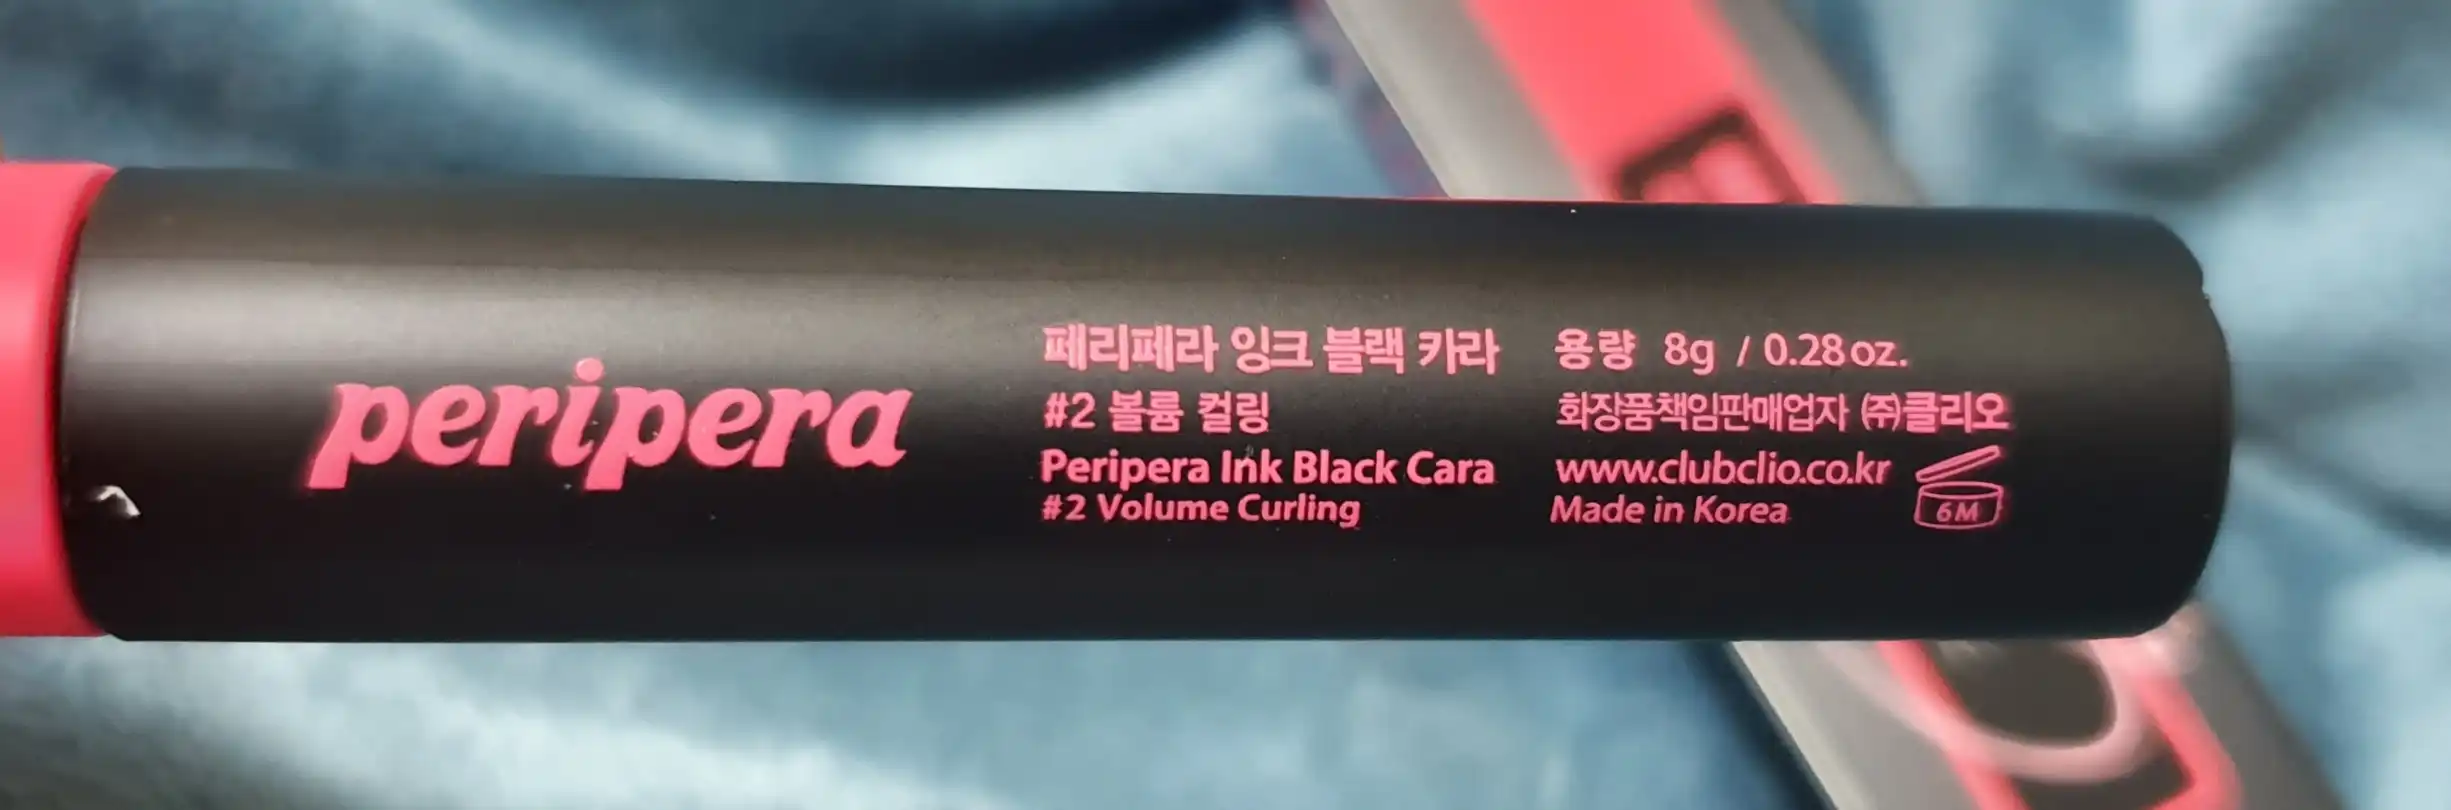 peripera
페리페라 잉크 블랙 카라
#2 볼륨 컬링
Peripera Ink Black Cara
#2 Volume Curling
용량 8g / 0.28 oz.
화장품책임판매업자 ㈜클리오
www.clubclio.co.kr
Made in Korea
6M